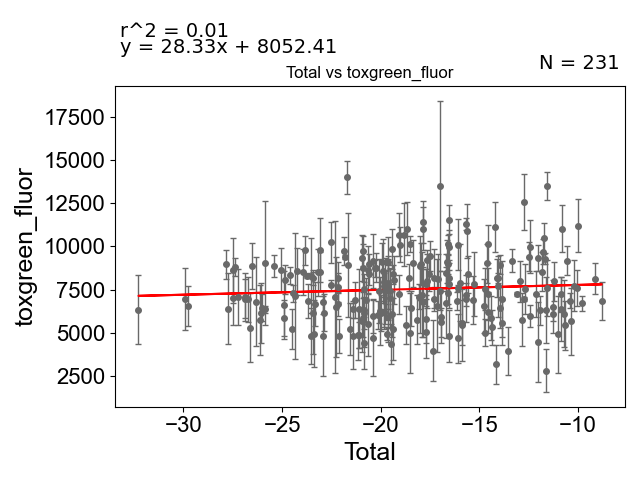 r^2 = 0.01
y = 28.33x + 8052.41
N = 231
Total vs toxgreen_fluor
17500
15000
12500
10000
7500
5000
2500
toxgreen_fluor
−30
−25
−20
−15
−10
Total